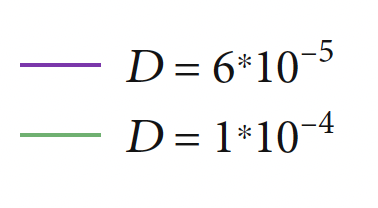 D = 6*10⁻⁵
D = 1*10⁻⁴